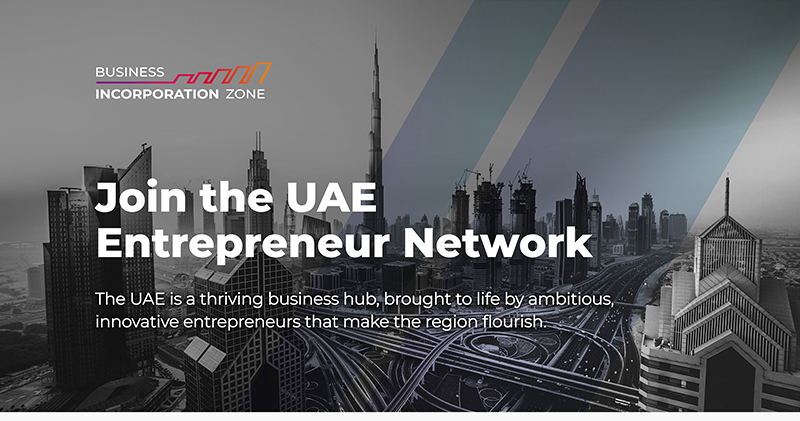 BUSINESS
INCORPORATION ZONE
Join the UAE
Entrepreneur Network
The UAE is a thriving business hub, brought to life by ambitious,
innovative entrepreneurs that make the region flourish.